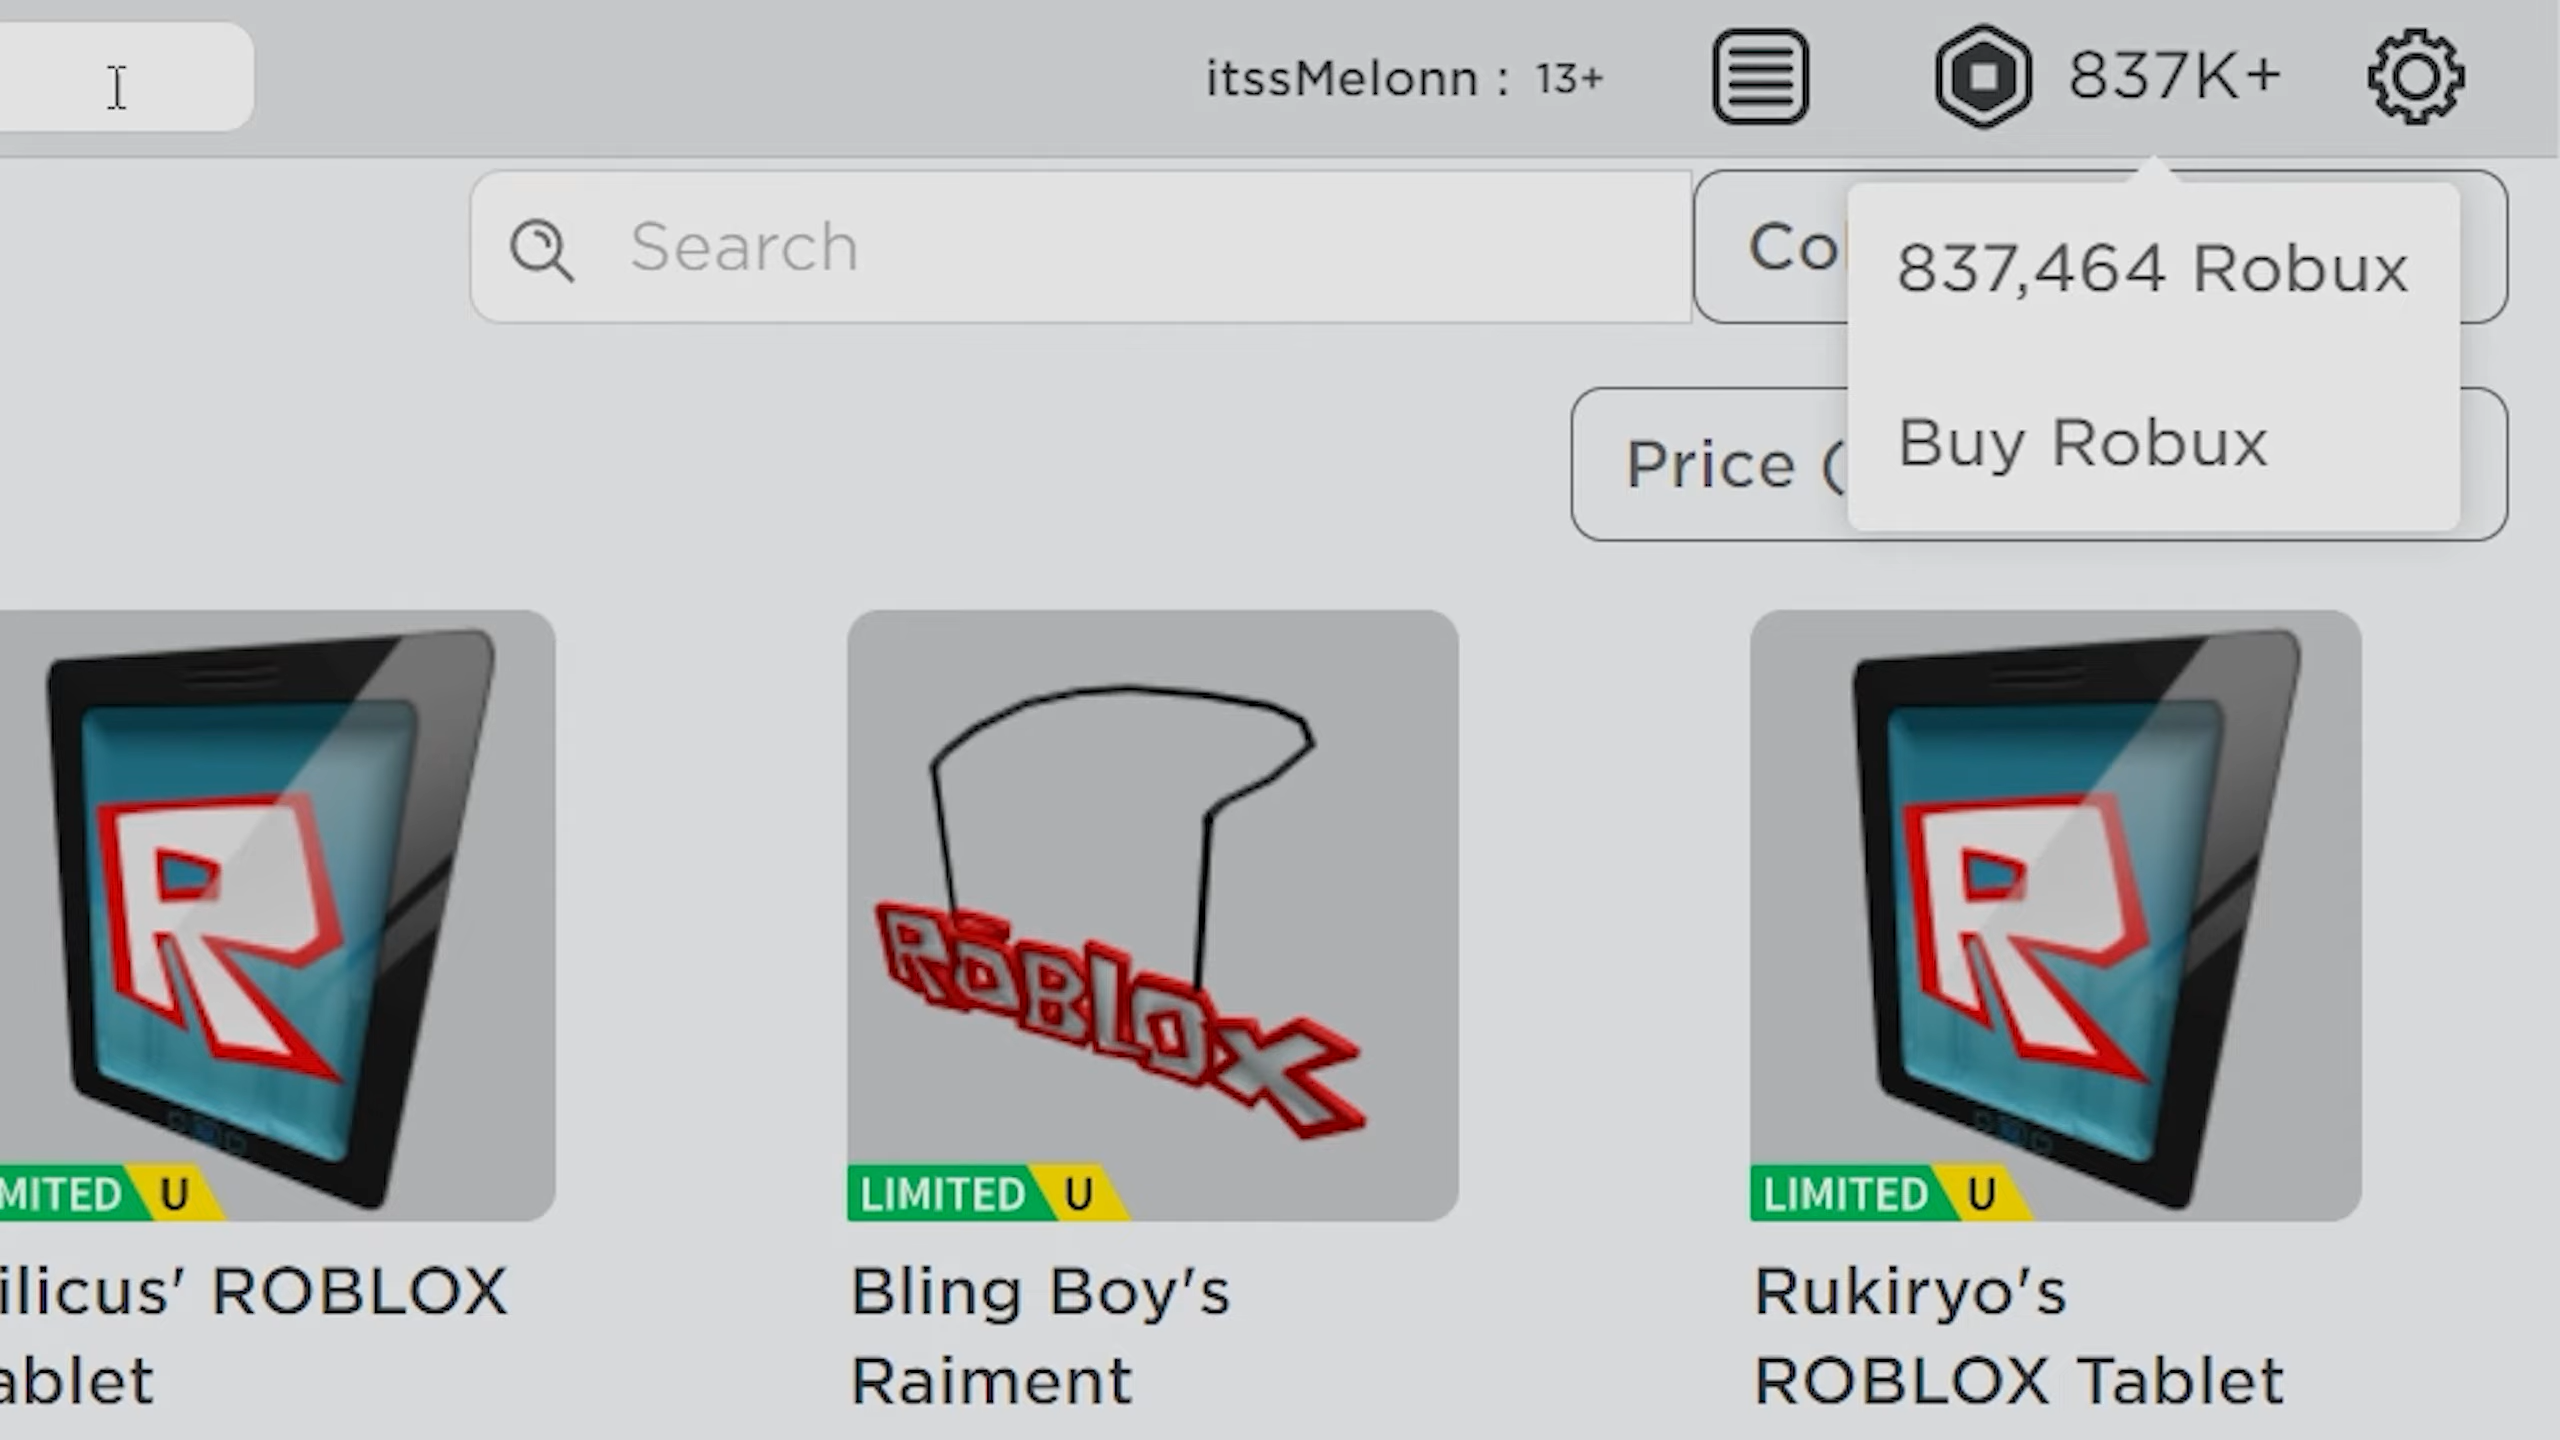 itssMelonn : 13+
837K+
Search
Co
837,464 Robux
Buy Robux
Price (
R
ROBLOX
R
MITED U
LIMITED U
LIMITED U
ilicus' ROBLOX
ablet
Bling Boy's
Raiment
Rukiryo's
ROBLOX Tablet